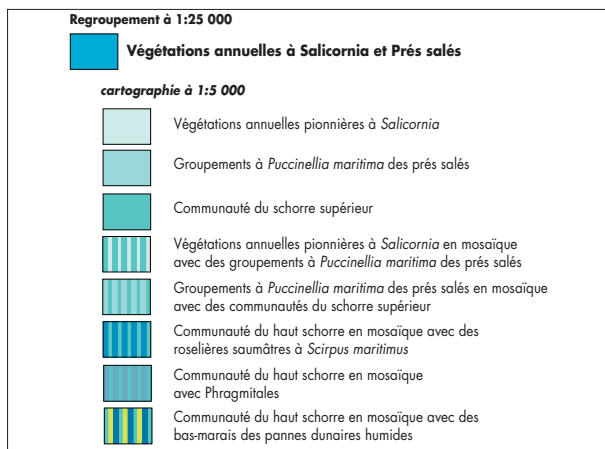 Regroupement à 1:25 000
Végétations annuelles à Salicornia et Prés salés
cartographie à 1:5 000
Végétations annuelles pionnières à Salicornia
Groupements à Puccinellia maritima des prés salés
Communauté du schorre supérieur
Végétations annuelles pionnières à Salicornia en mosaïque
avec des groupements à Puccinellia maritima des prés salés
Groupements à Puccinellia maritima des prés salés en mosaïque
avec des communautés du schorre supérieur
Communauté du haut schorre en mosaïque avec des
roselières saumâtres à Scirpus maritimus
Communauté du haut schorre en mosaïque
avec Phragmitales
Communauté du haut schorre en mosaïque avec des
bas-marais des pannes dunaires humides